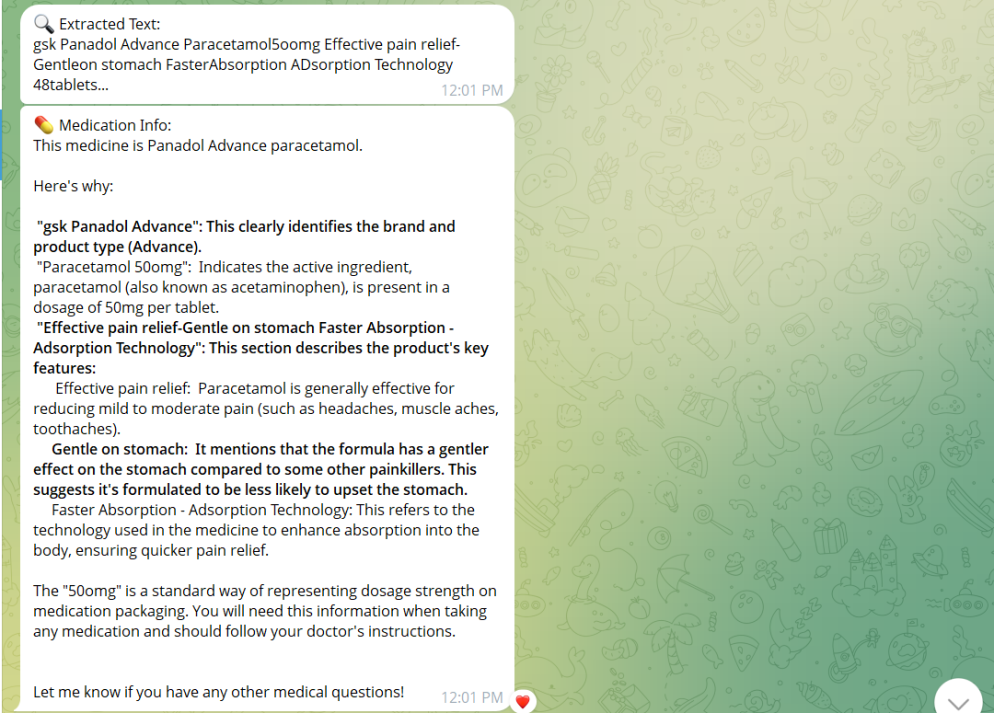 🔍 Extracted Text:
gsk Panadol Advance Paracetamol5oomg Effective pain relief-
Gentleon stomach FasterAbsorption ADsorption Technology
48tablets...
12:01 PM
💊 Medication Info:
This medicine is Panadol Advance paracetamol.
Here's why:
"gsk Panadol Advance": This clearly identifies the brand and
product type (Advance).
"Paracetamol 50omg": Indicates the active ingredient,
paracetamol (also known as acetaminophen), is present in a
dosage of 50mg per tablet.
"Effective pain relief-Gentle on stomach Faster Absorption -
Adsorption Technology": This section describes the product's key
features:
Effective pain relief: Paracetamol is generally effective for
reducing mild to moderate pain (such as headaches, muscle aches,
toothaches).
Gentle on stomach: It mentions that the formula has a gentler
effect on the stomach compared to some other painkillers. This
suggests it's formulated to be less likely to upset the stomach.
Faster Absorption - Adsorption Technology: This refers to the
technology used in the medicine to enhance absorption into the
body, ensuring quicker pain relief.
The "50omg" is a standard way of representing dosage strength on
medication packaging. You will need this information when taking
any medication and should follow your doctor's instructions.
Let me know if you have any other medical questions!
12:01 PM